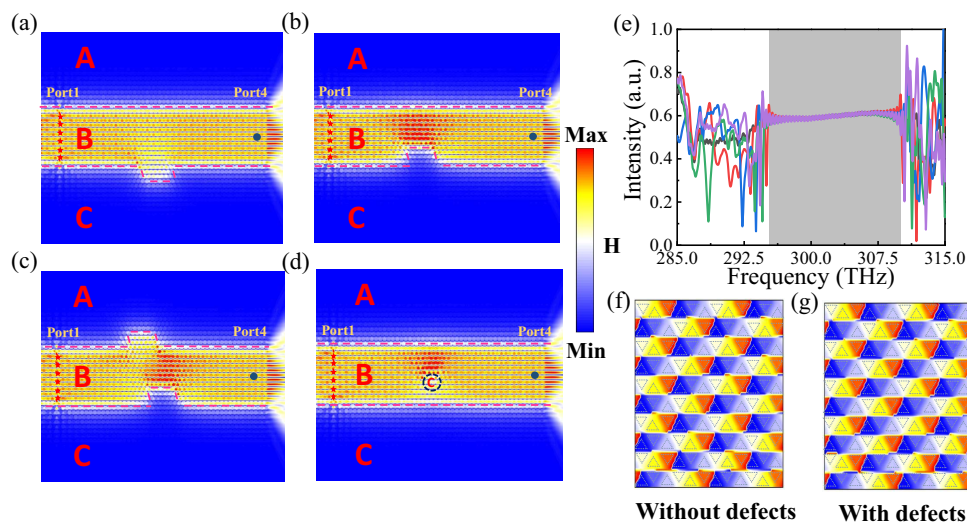 (a)
A
Port1 Port4
B
C
(b)
A
Port1 Port4
B
C
Max
H
Min
(c)
A
Port1 Port4
B
C
(d)
A
Port1 Port4
B
C
C
(e)
Intensity (a.u.)
1.0
0.8
0.6
0.4
0.2
0.0
285.0 292.5 300.0 307.5 315.0
Frequency (THz)
(f)
Without defects
(g)
With defects